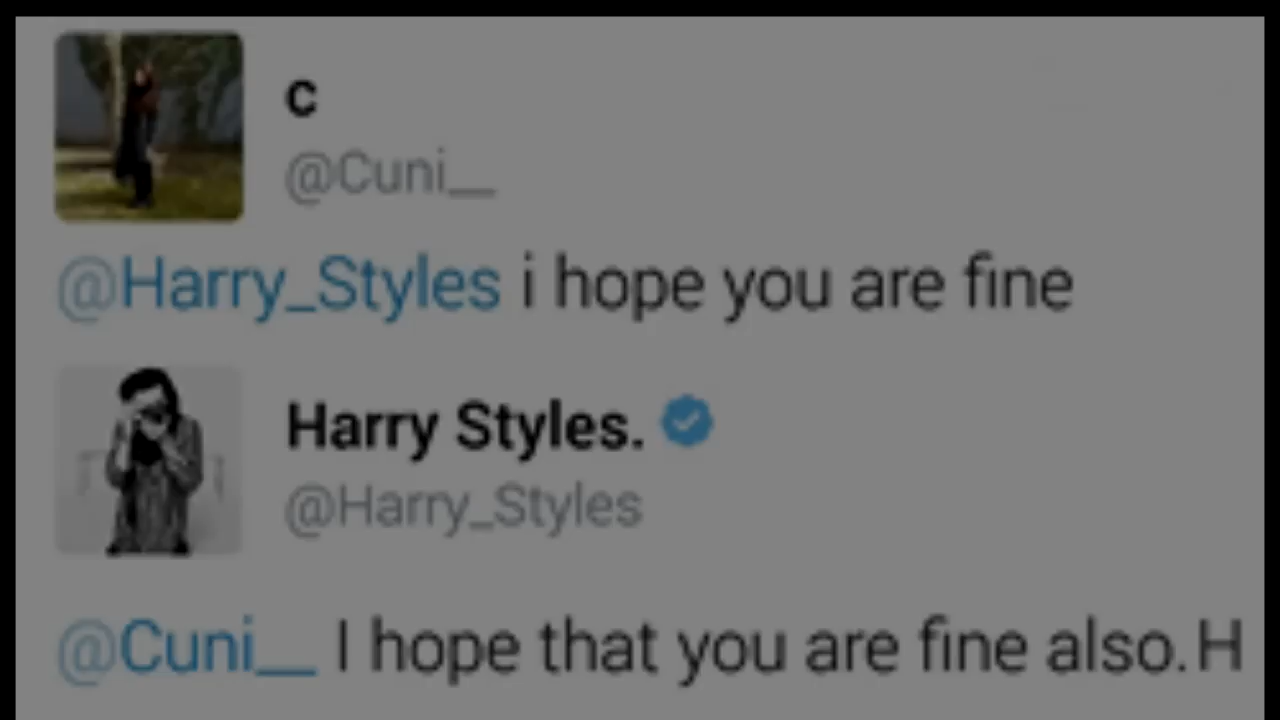 c
@Cuni__
@Harry_Styles i hope you are fine
Harry Styles.
@Harry_Styles
@Cuni__ I hope that you are fine also.H